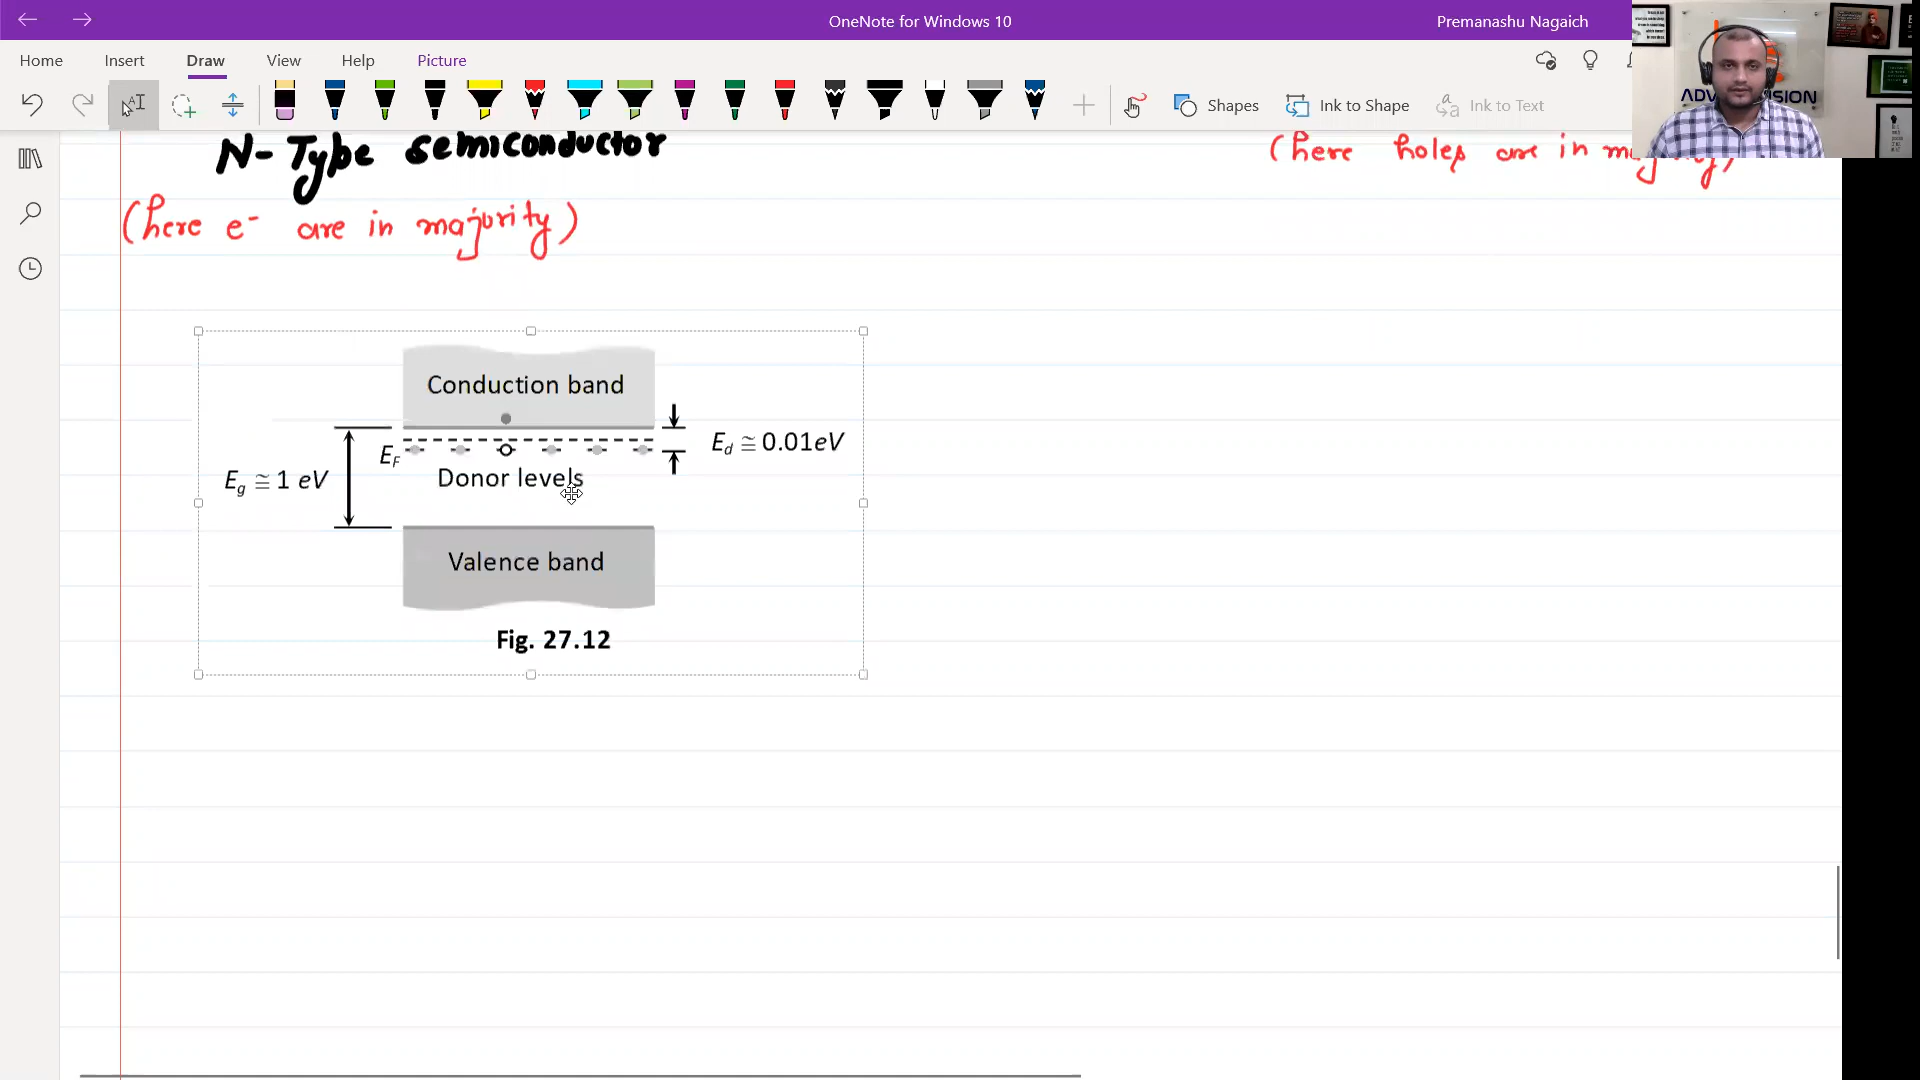 OneNote for Windows 10
Premanashu Nagaich
Home Insert Draw View Help Picture
Shapes Ink to Shape Ink to Text
N-Type semiconductor
(here holes are in
(here e- are in majority)
Conduction band
EF
Ed ≅ 0.01eV
Eg ≅ 1 eV
Donor levels
Valence band
Fig. 27.12